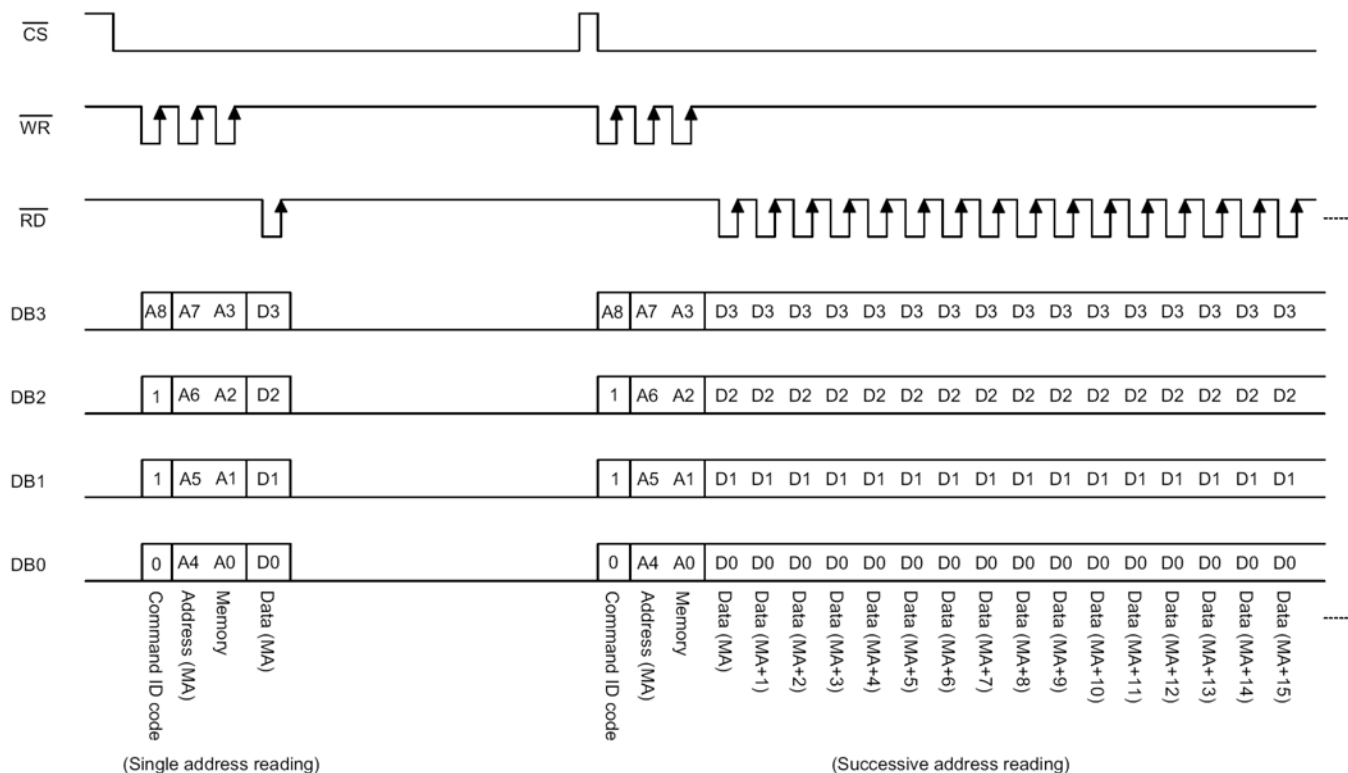 CS
WR
RD
DB3 A8 A7 A3 D3 A8 A7 A3 D3 D3 D3 D3 D3 D3 D3 D3 D3 D3 D3 D3 D3 D3 D3 D3
DB2 1 A6 A2 D2 1 A6 A2 D2 D2 D2 D2 D2 D2 D2 D2 D2 D2 D2 D2 D2 D2 D2 D2
DB1 1 A5 A1 D1 1 A5 A1 D1 D1 D1 D1 D1 D1 D1 D1 D1 D1 D1 D1 D1 D1 D1 D1
DB0 0 A4 A0 D0 0 A4 A0 D0 D0 D0 D0 D0 D0 D0 D0 D0 D0 D0 D0 D0 D0 D0 D0
Command ID code
Address (MA)
Memory
Data (MA)
Command ID code
Address (MA)
Memory
Data (MA)
Data (MA+1)
Data (MA+2)
Data (MA+3)
Data (MA+4)
Data (MA+5)
Data (MA+6)
Data (MA+7)
Data (MA+8)
Data (MA+9)
Data (MA+10)
Data (MA+11)
Data (MA+12)
Data (MA+13)
Data (MA+14)
Data (MA+15)
(Single address reading)
(Successive address reading)